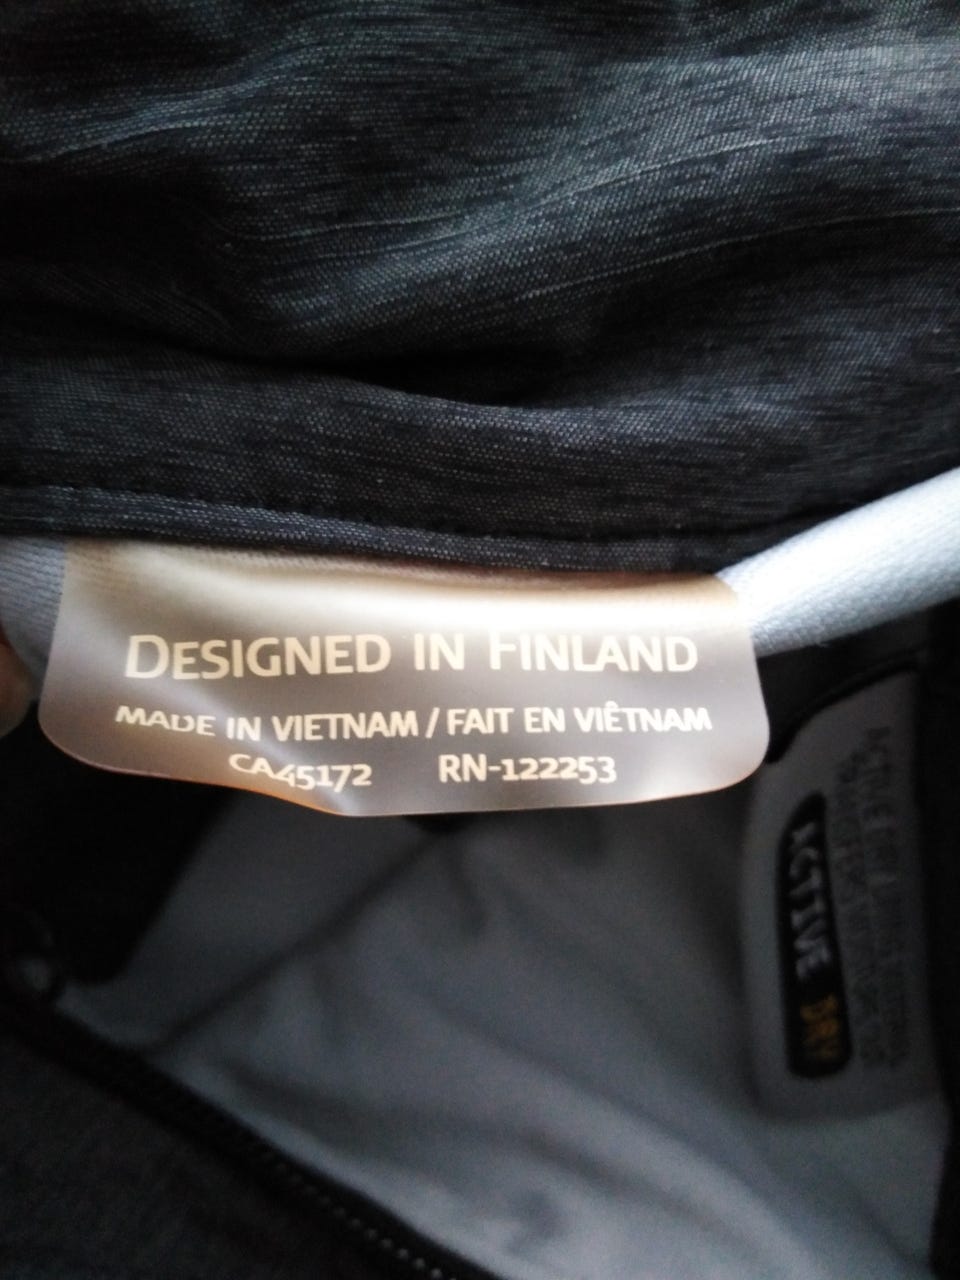 DESIGNED IN FINLAND
MADE IN VIETNAM / FAIT EN VIÊTNAM
CA45172 RN-122253
ACTIVE DRY